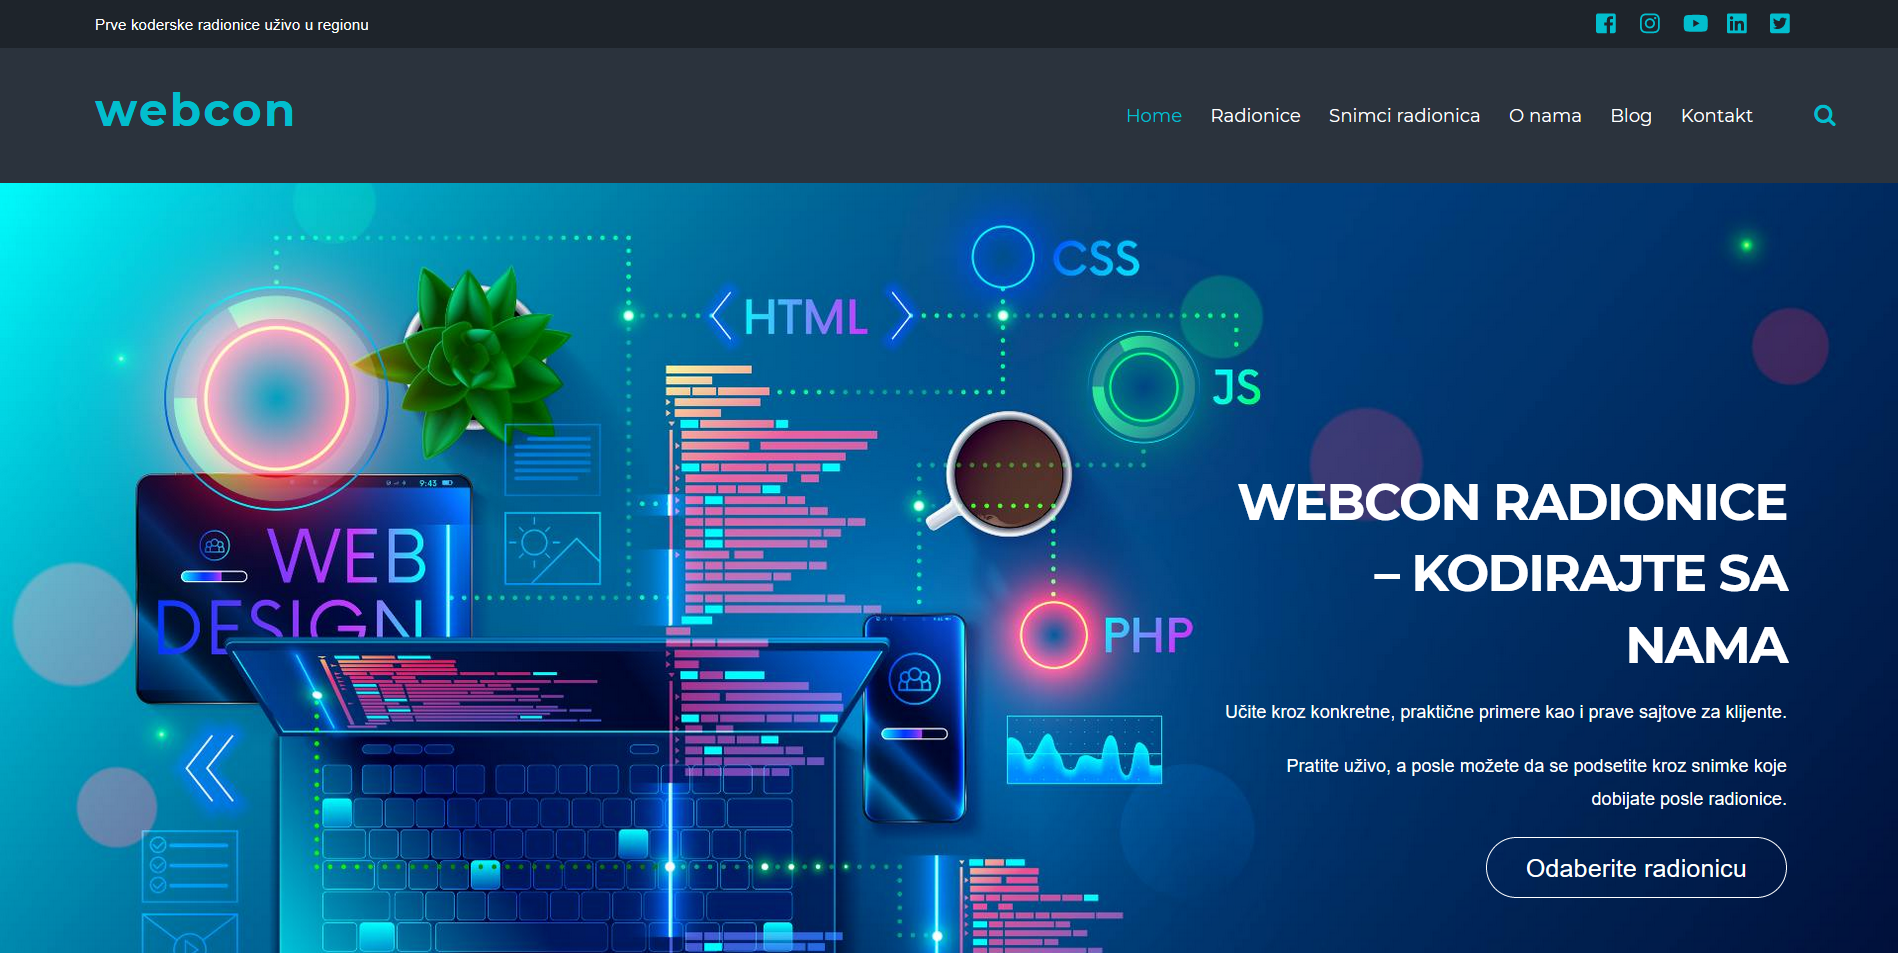 Prve koderske radionice uživo u regionu
webcon
Home Radionice Snimci radionica O nama Blog Kontakt
CSS
HTML
JS
9:43
WEB
DESIGN
PHP
WEBCON RADIONICE
– KODIRAJTE SA
NAMA
Učite kroz konkretne, praktične primere kao i prave sajtove za klijente.
Pratite uživo, a posle možete da se podsetite kroz snimke koje
dobijate posle radionice.
Odaberite radionicu